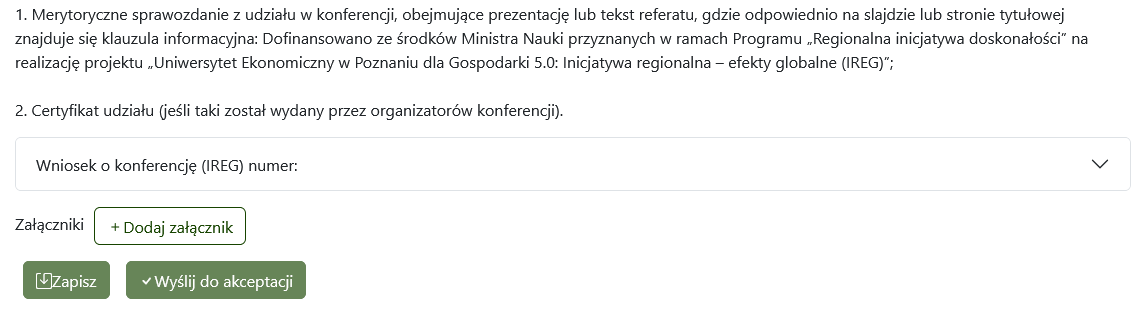 1. Merytoryczne sprawozdanie z udziału w konferencji, obejmujące prezentację lub tekst referatu, gdzie odpowiednio na slajdzie lub stronie tytułowej
znajduje się klauzula informacyjna: Dofinansowano ze środków Ministra Nauki przyznanych w ramach Programu „Regionalna inicjatywa doskonałości” na
realizację projektu „Uniwersytet Ekonomiczny w Poznaniu dla Gospodarki 5.0: Inicjatywa regionalna – efekty globalne (IREG)”;
2. Certyfikat udziału (jeśli taki został wydany przez organizatorów konferencji).
Wniosek o konferencję (IREG) numer:
Załączniki + Dodaj załącznik
Zapisz Wyślij do akceptacji